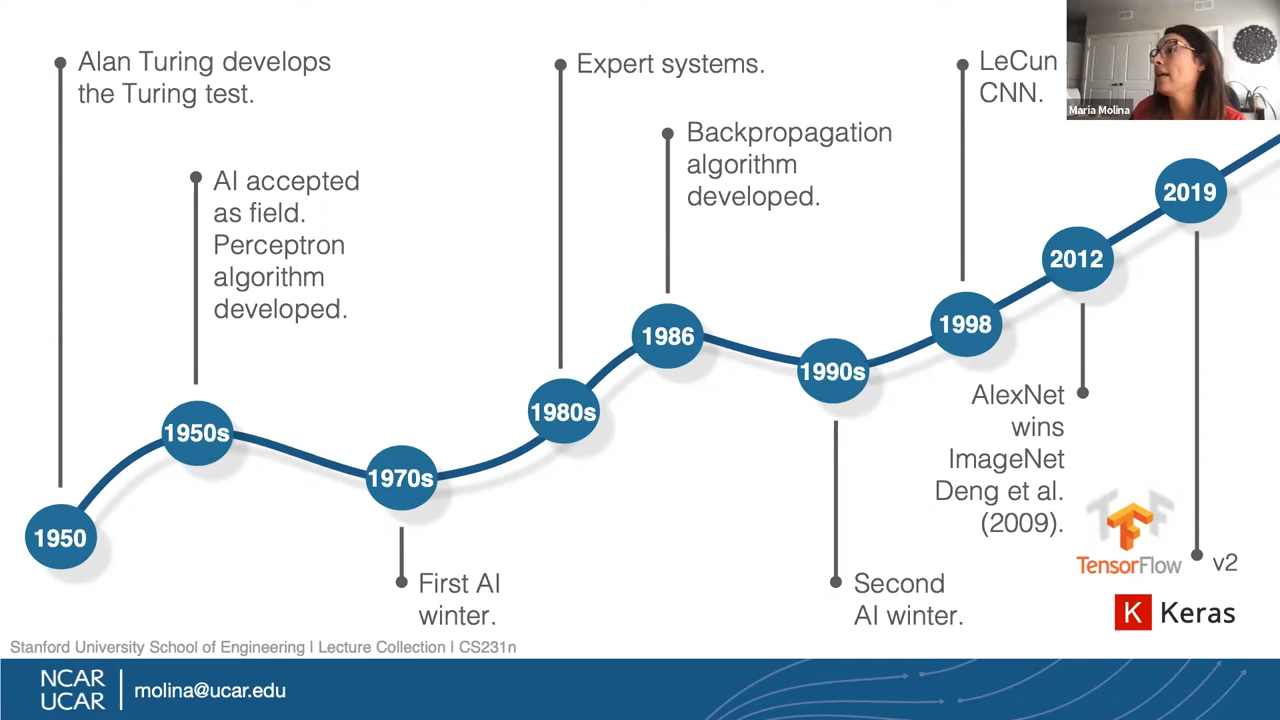 Alan Turing develops
the Turing test.
AI accepted
as field.
Perceptron
algorithm
developed.
Expert systems.
Backpropagation
algorithm
developed.
LeCun
CNN.
Maria Molina
1950
1950s
1970s
1980s
1986
1990s
1998
2012
2019
First AI
winter.
Second
AI winter.
AlexNet
wins
ImageNet
Deng et al.
(2009).
TensorFlow
v2
K Keras
Stanford University School of Engineering | Lecture Collection | CS231n
NCAR
UCAR
molina@ucar.edu